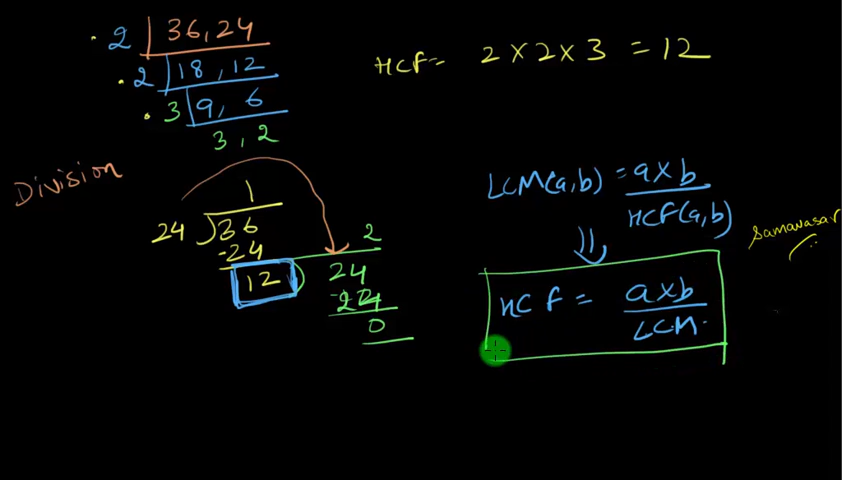 2 | 36, 24
2 | 18, 12
3 | 9, 6
3, 2
HCF = 2 × 2 × 3 = 12
Division
1
24 ) 36
-24
12 ) 24
2
-24
0
LCM(a,b) = a × b
HCF(a,b)
⇓
HCF = a × b
LCM.